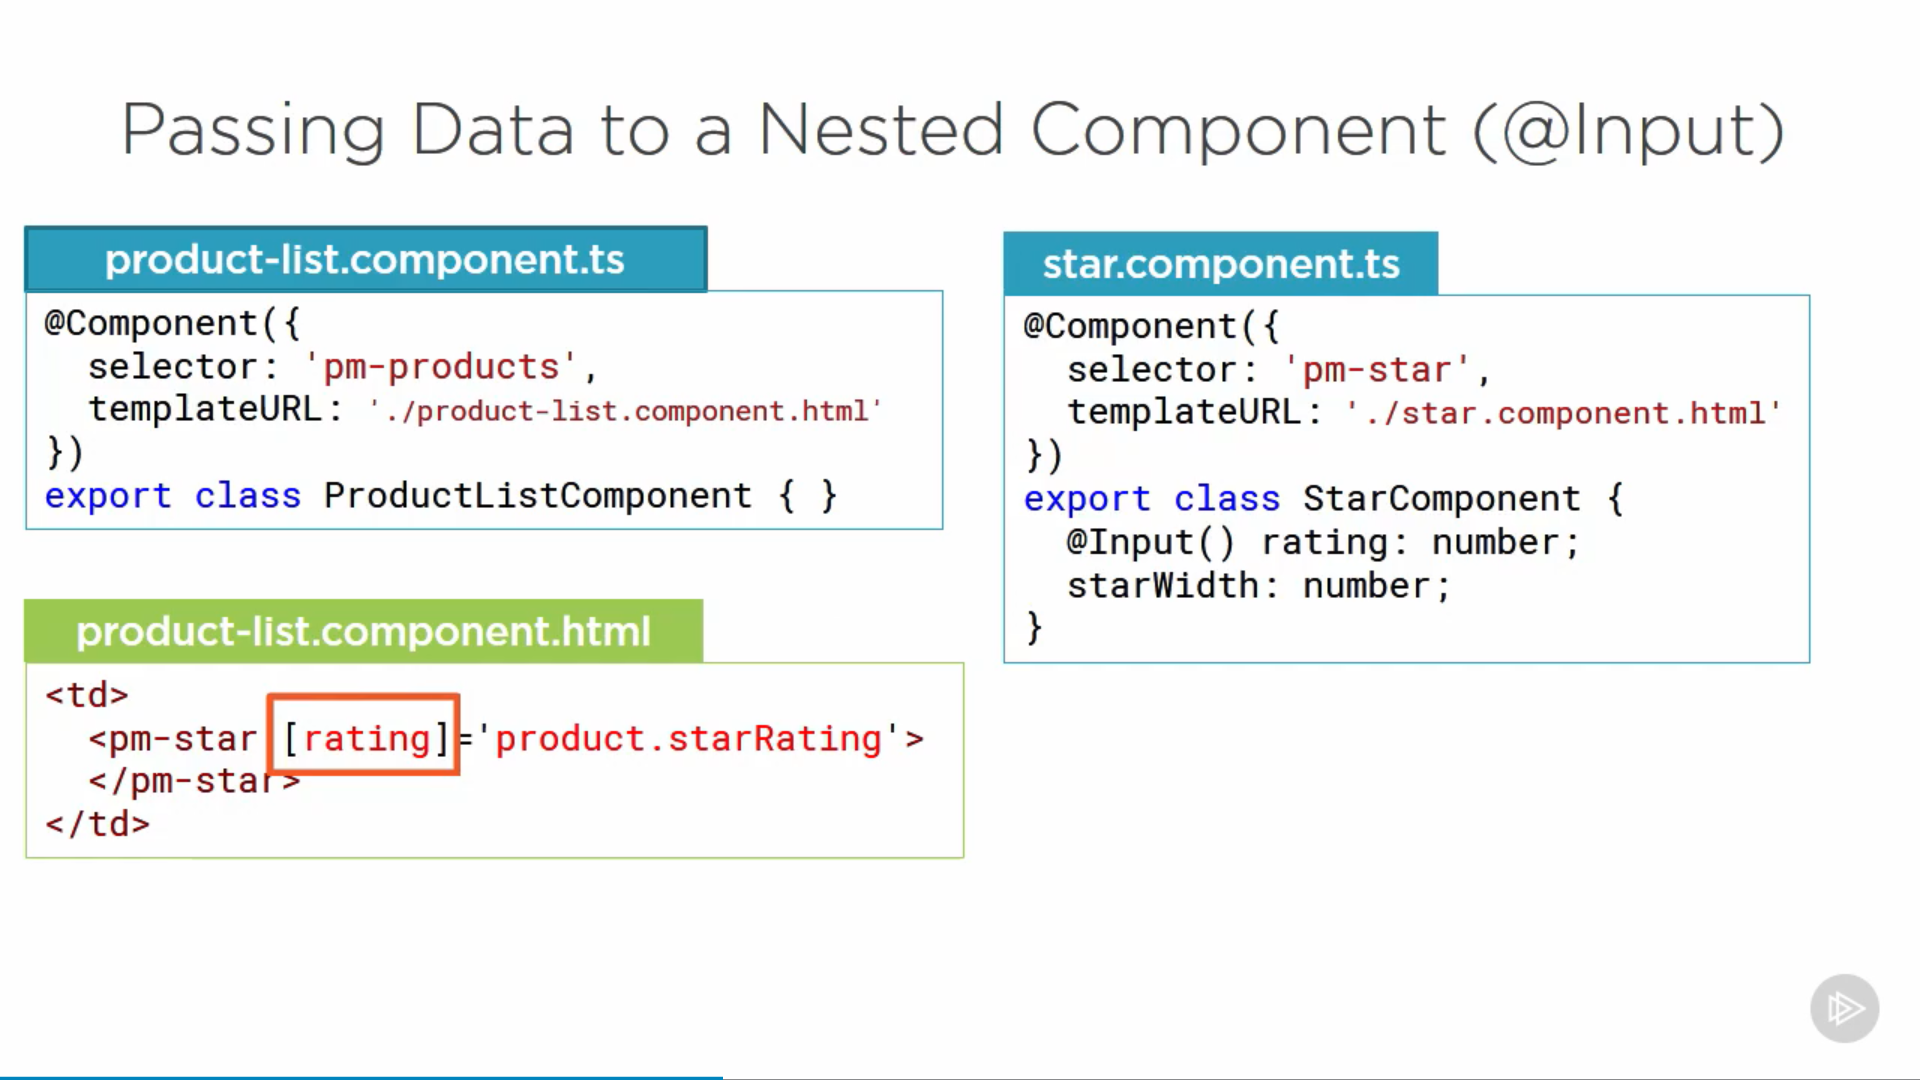 Passing Data to a Nested Component (@Input)
product-list.component.ts
@Component({
  selector: 'pm-products',
  templateURL: './product-list.component.html'
})
export class ProductListComponent { }
product-list.component.html
<td>
  <pm-star [rating]='product.starRating'>
  </pm-star>
</td>
star.component.ts
@Component({
  selector: 'pm-star',
  templateURL: './star.component.html'
})
export class StarComponent {
  @Input() rating: number;
  starWidth: number;
}